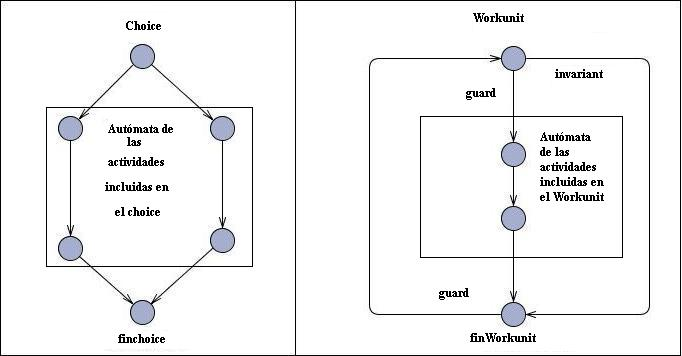 Choice
Autómata de
las
actividades
incluidas en
el choice
finchoice
Workunit
invariant
guard
Autómata
de las
actividades
incluidas en
el Workunit
guard
finWorkunit